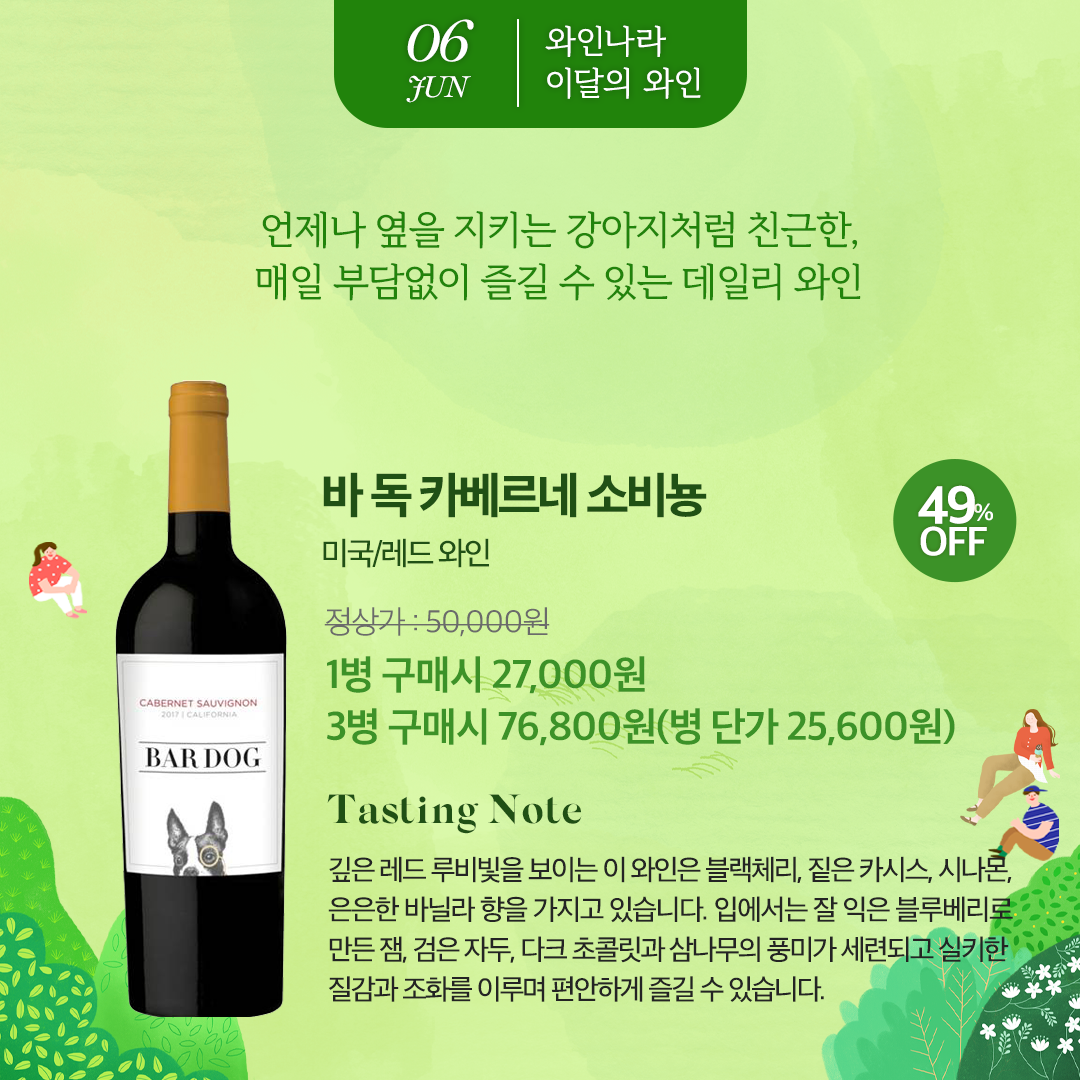 06
JUN
와인나라
이달의 와인
언제나 옆을 지키는 강아지처럼 친근한,
매일 부담없이 즐길 수 있는 데일리 와인
바 독 카베르네 소비뇽
미국/레드 와인
49%
OFF
정상가 : 50,000원
1병 구매시 27,000원
3병 구매시 76,800원(병 단가 25,600원)
CABERNET SAUVIGNON
2017 | CALIFORNIA
BAR DOG
Tasting Note
깊은 레드 루비빛을 보이는 이 와인은 블랙체리, 짙은 카시스, 시나몬,
은은한 바닐라 향을 가지고 있습니다. 입에서는 잘 익은 블루베리로
만든 잼, 검은 자두, 다크 초콜릿과 삼나무의 풍미가 세련되고 실키한
질감과 조화를 이루며 편안하게 즐길 수 있습니다.